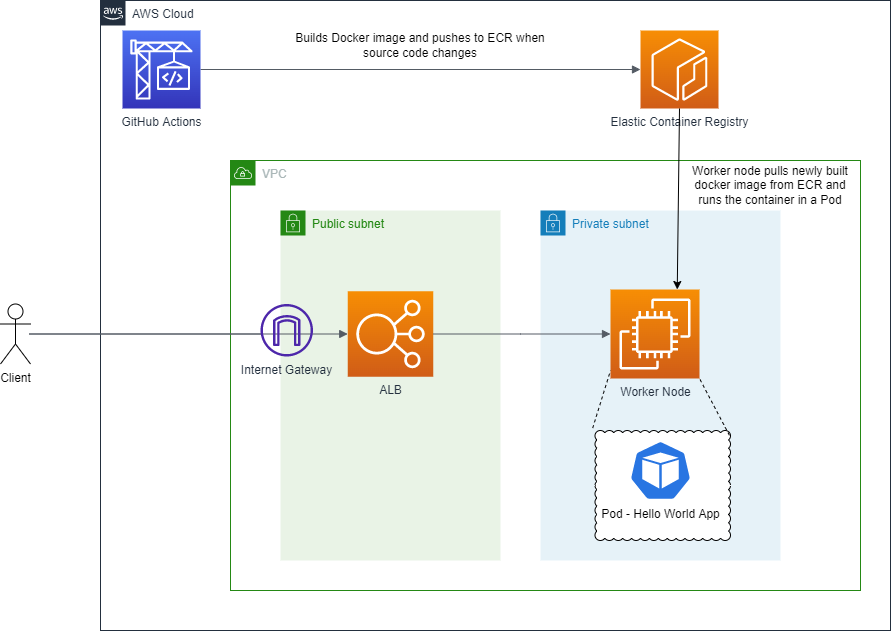 aws
AWS Cloud
Builds Docker image and pushes to ECR when
source code changes
</>
GitHub Actions
Elastic Container Registry
VPC
Worker node pulls newly built
docker image from ECR and
runs the container in a Pod
Public subnet
Private subnet
Client
Internet Gateway
ALB
Worker Node
Pod - Hello World App